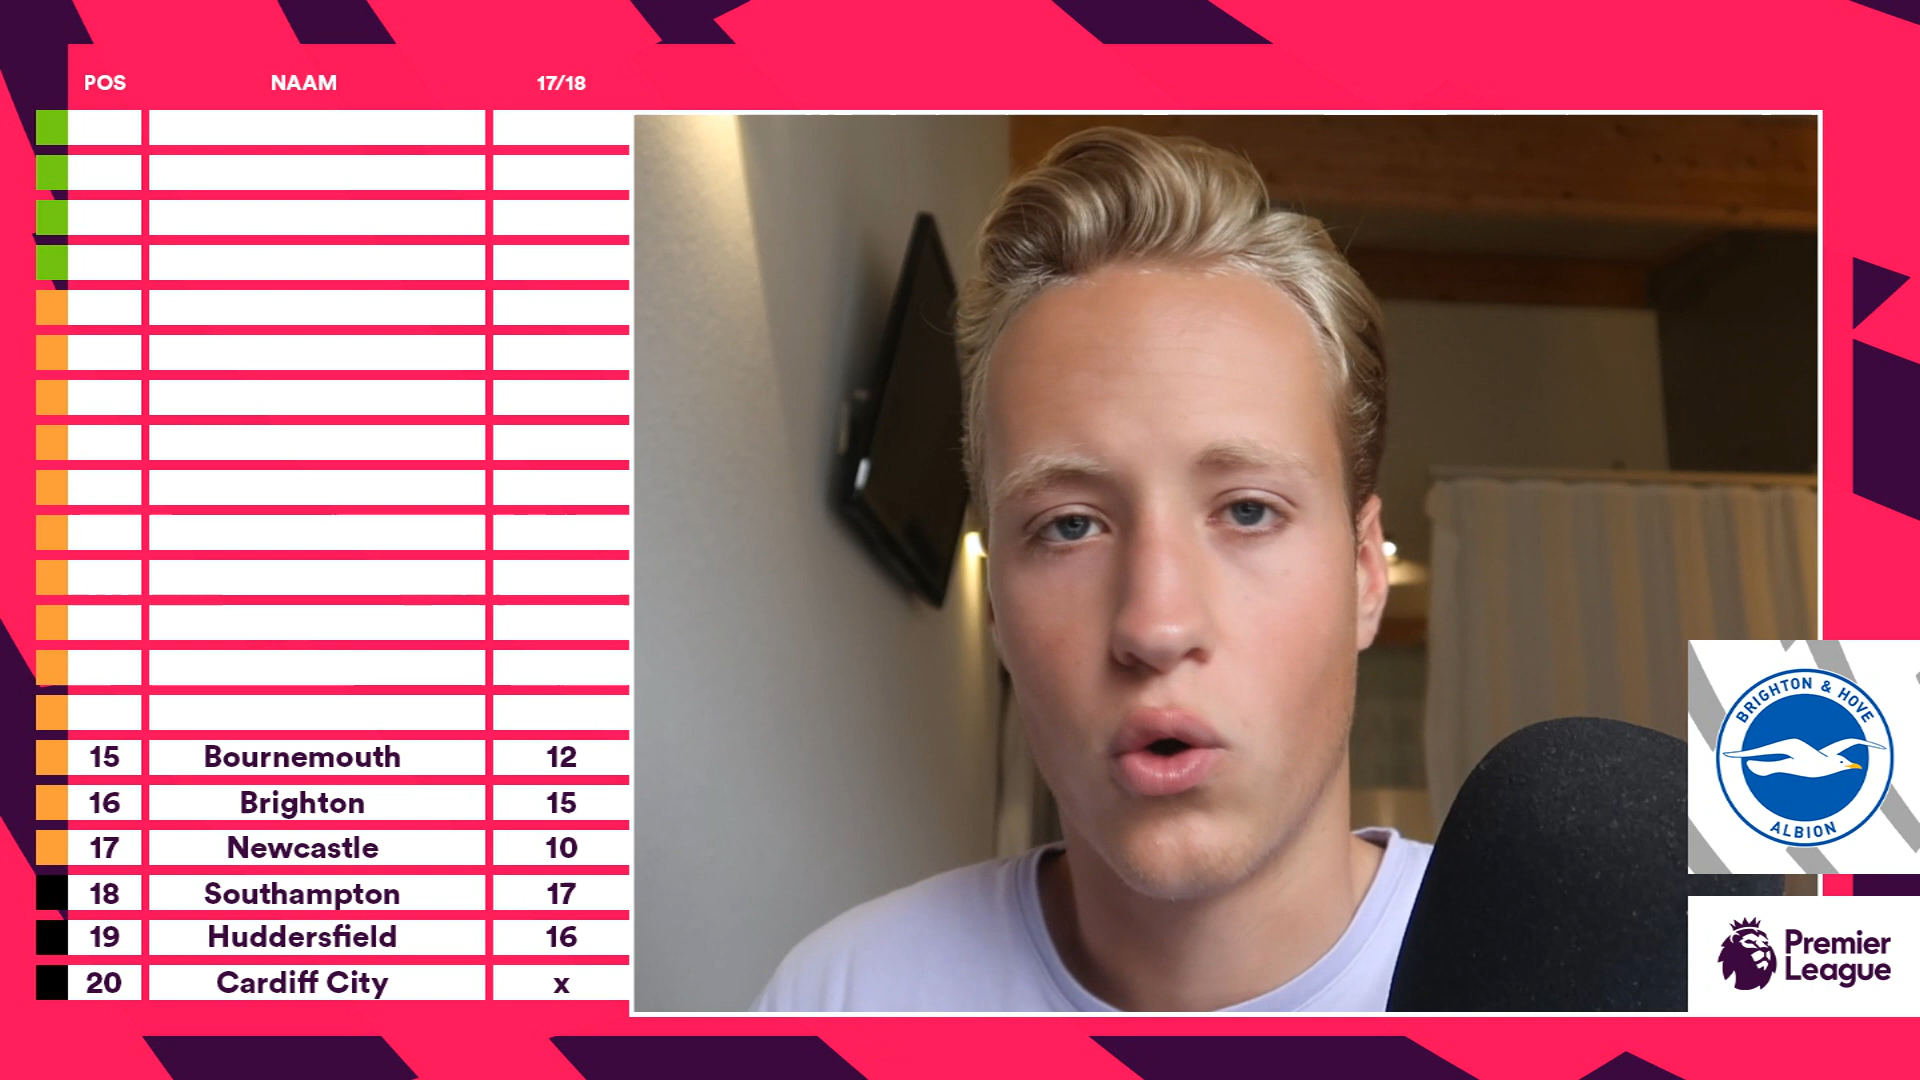 POS NAAM 17/18
15 Bournemouth 12
16 Brighton 15
17 Newcastle 10
18 Southampton 17
19 Huddersfield 16
20 Cardiff City x
BRIGHTON & HOVE
ALBION
Premier
League